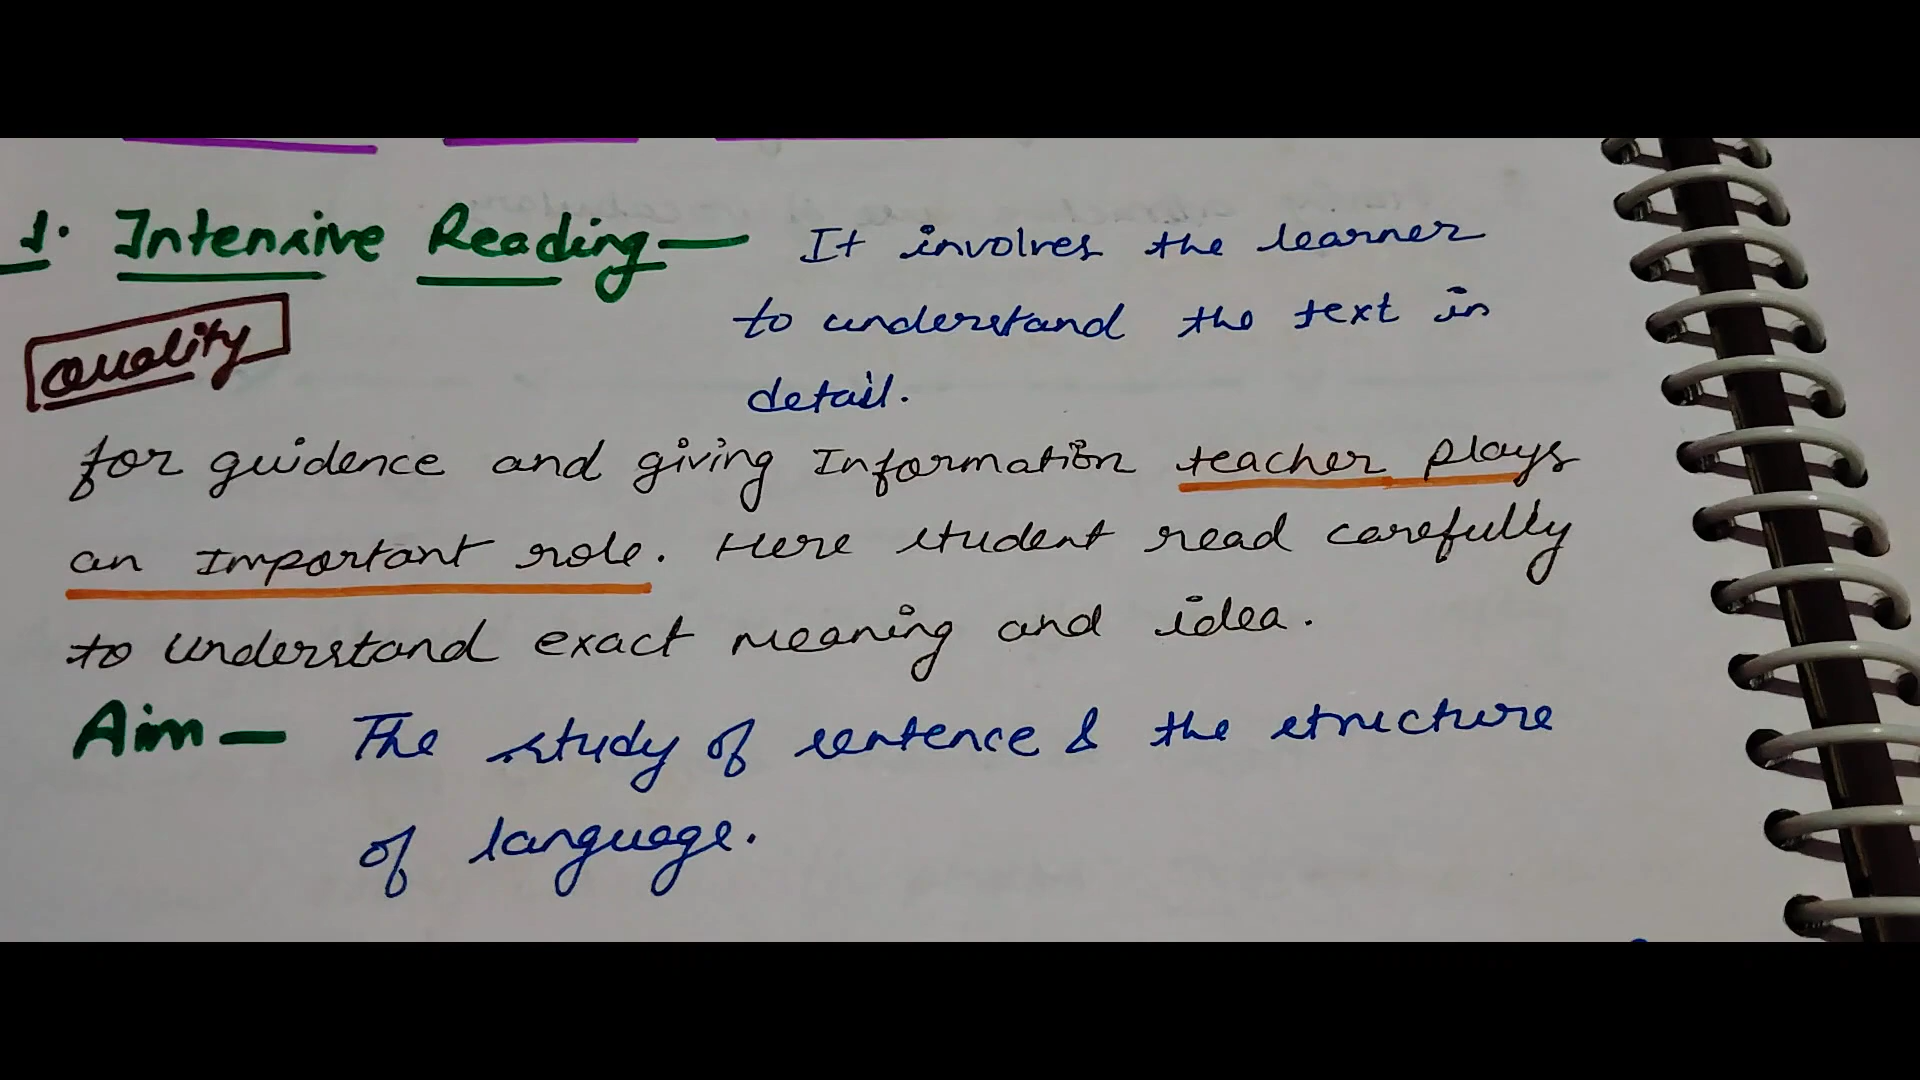 1. Intensive Reading— It involves the learner
to understand the text in
Quality
detail.
for guidence and giving Information teacher plays
an Important role. Here student read carefully
to understand exact meaning and idea.
Aim— The study of sentence & the structure
of language.